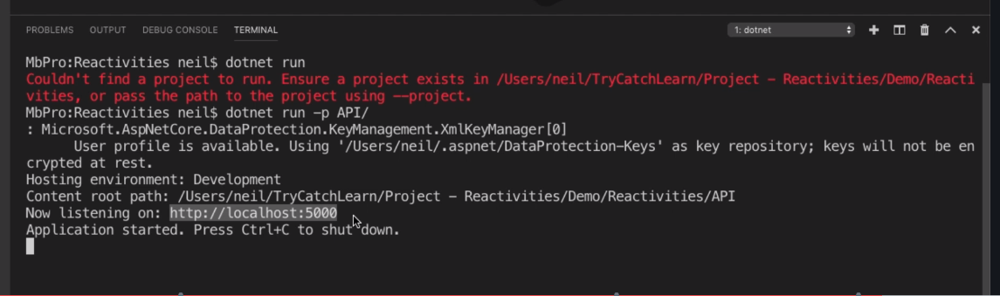 PROBLEMS OUTPUT DEBUG CONSOLE TERMINAL 1: dotnet
MbPro:Reactivities neil$ dotnet run
Couldn't find a project to run. Ensure a project exists in /Users/neil/TryCatchLearn/Project - Reactivities/Demo/Reacti
vities, or pass the path to the project using --project.
MbPro:Reactivities neil$ dotnet run -p API/
: Microsoft.AspNetCore.DataProtection.KeyManagement.XmlKeyManager[0]
User profile is available. Using '/Users/neil/.aspnet/DataProtection-Keys' as key repository; keys will not be en
crypted at rest.
Hosting environment: Development
Content root path: /Users/neil/TryCatchLearn/Project - Reactivities/Demo/Reactivities/API
Now listening on: http://localhost:5000
Application started. Press Ctrl+C to shut down.